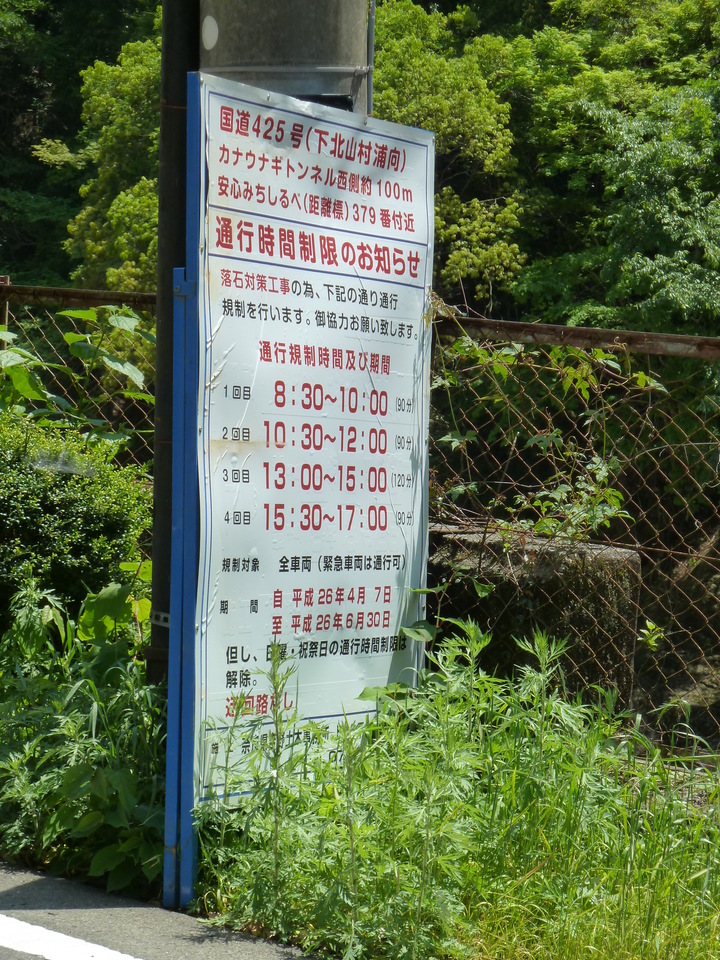 国道425号(下北山村浦向)
カナウナギトンネル西側約100m
安心みちしるべ(距離標)379番付近
通行時間制限のお知らせ
落石対策工事の為、下記の通り通行
規制を行います。御協力お願い致します。
通行規制時間及び期間
1回目 8:30~10:00 (90分)
2回目 10:30~12:00 (90分)
3回目 13:00~15:00 (120分)
4回目 15:30~17:00 (90分)
規制対象 全車両(緊急車両は通行可)
期間 自 平成26年4月 7日
至 平成26年6月30日
但し、日曜・祝祭日の通行時間制限は
解除。
迂回路なし